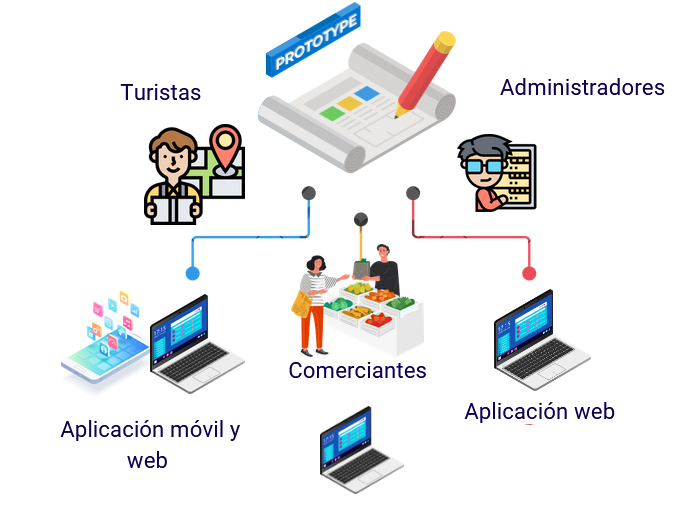 PROTOTYPE
Turistas
Administradores
Comerciantes
Aplicación web
Aplicación móvil y
web